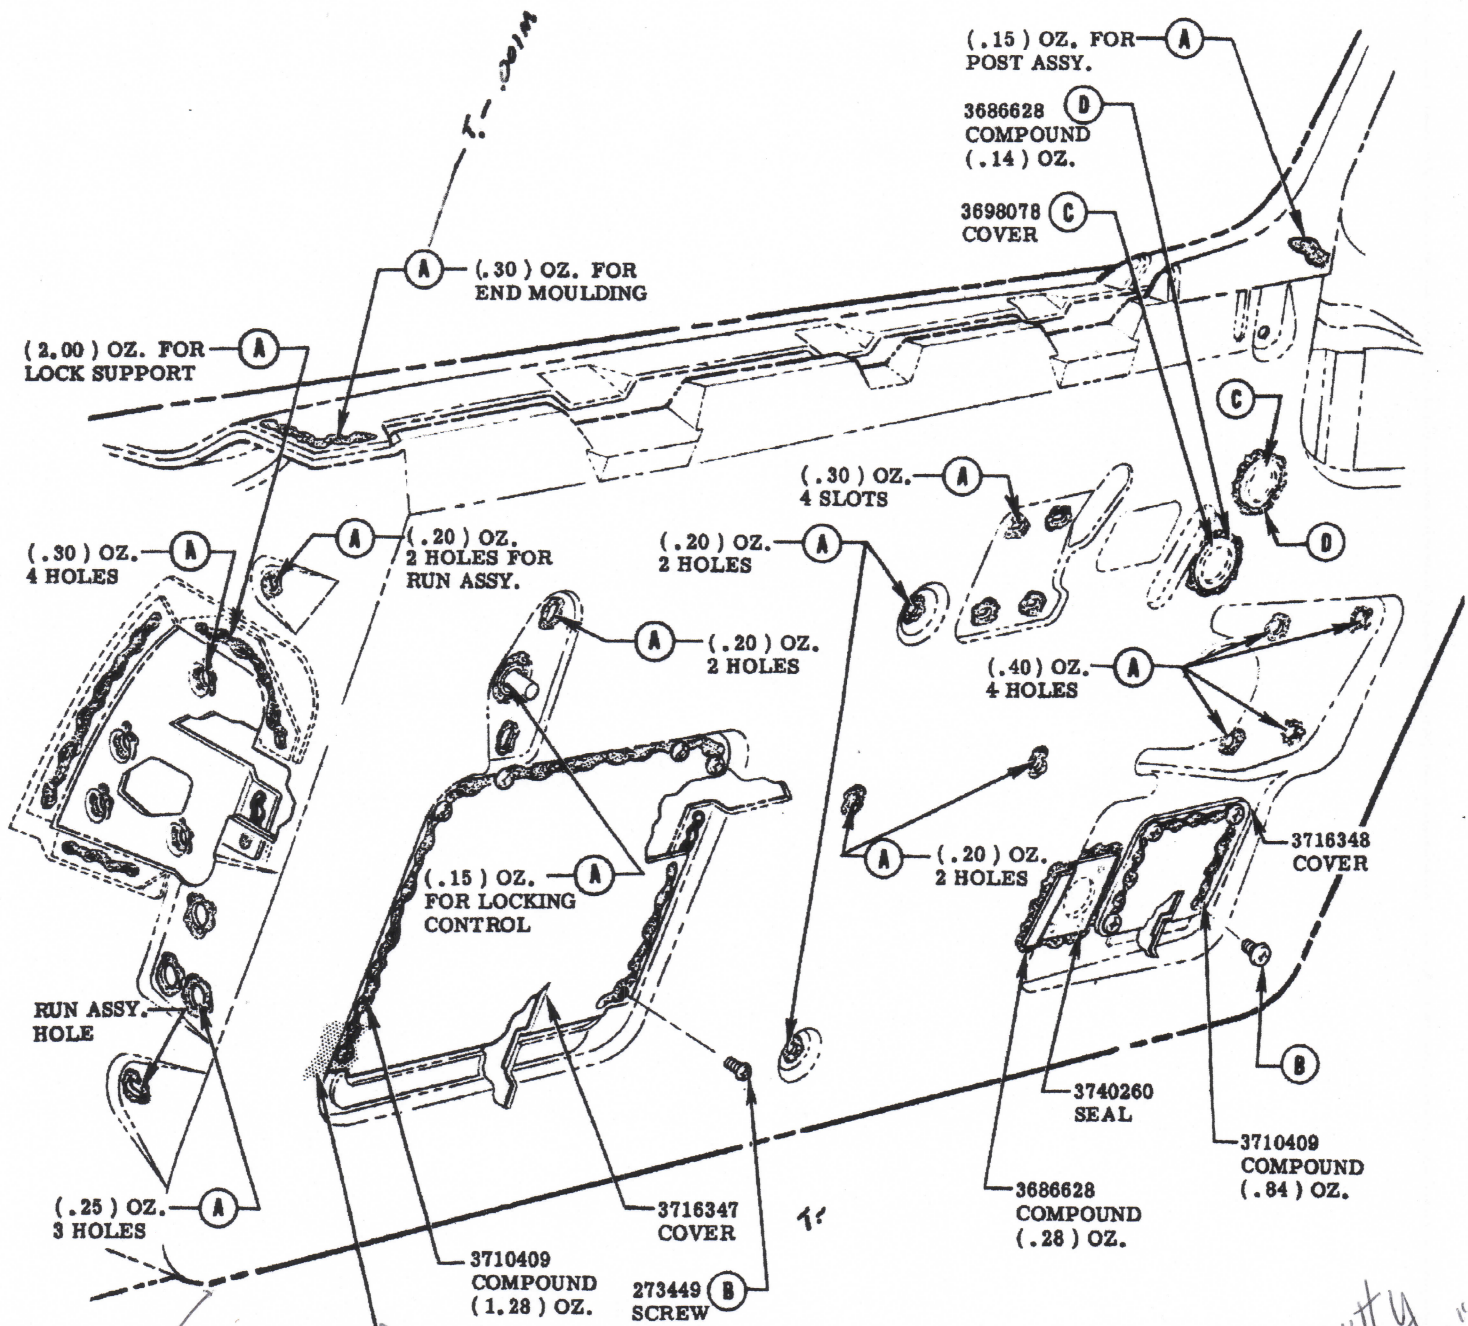 (.15) OZ. FOR
POST ASSY.
A
3686628
COMPOUND
(.14) OZ.
D
3698078
COVER
C
A
(.30) OZ. FOR
END MOULDING
(2.00) OZ. FOR
LOCK SUPPORT
A
C
(.30) OZ.
4 SLOTS
A
(.30) OZ.
4 HOLES
A
A
(.20) OZ.
2 HOLES FOR
RUN ASSY.
(.20) OZ.
2 HOLES
A
D
A
(.20) OZ.
2 HOLES
(.40) OZ.
4 HOLES
A
3716348
COVER
A
(.20) OZ.
2 HOLES
(.15) OZ.
FOR LOCKING
CONTROL
A
RUN ASSY.
HOLE
B
3740260
SEAL
3710409
COMPOUND
(.84) OZ.
3686628
COMPOUND
(.28) OZ.
(.25) OZ.
3 HOLES
A
3716347
COVER
3710409
COMPOUND
(1.28) OZ.
273449
SCREW
B